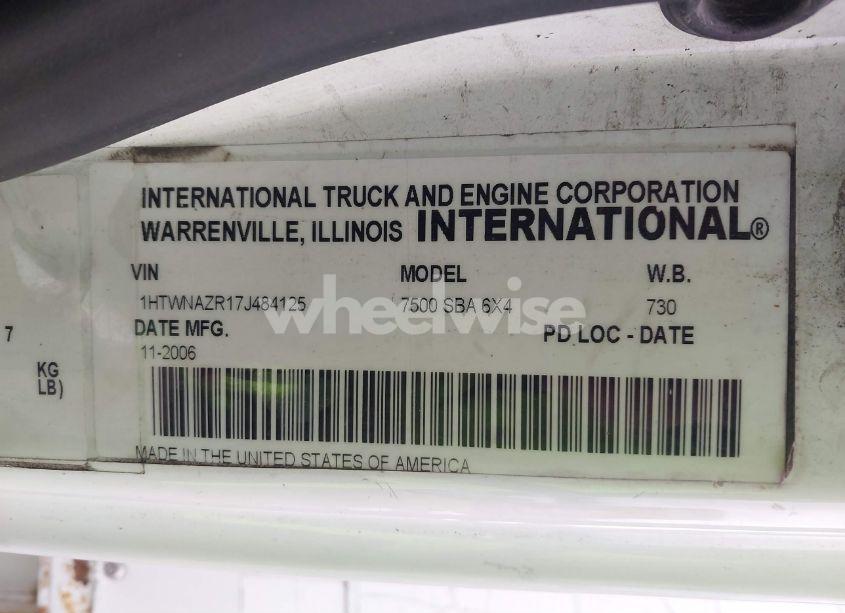 INTERNATIONAL TRUCK AND ENGINE CORPORATION
WARRENVILLE, ILLINOIS INTERNATIONAL®
VIN MODEL W.B.
1HTWNAZR17J484125 7500 SBA 6X4 730
wheelwise
DATE MFG. PD LOC - DATE
11-2006
7
KG
LB)
MADE IN THE UNITED STATES OF AMERICA